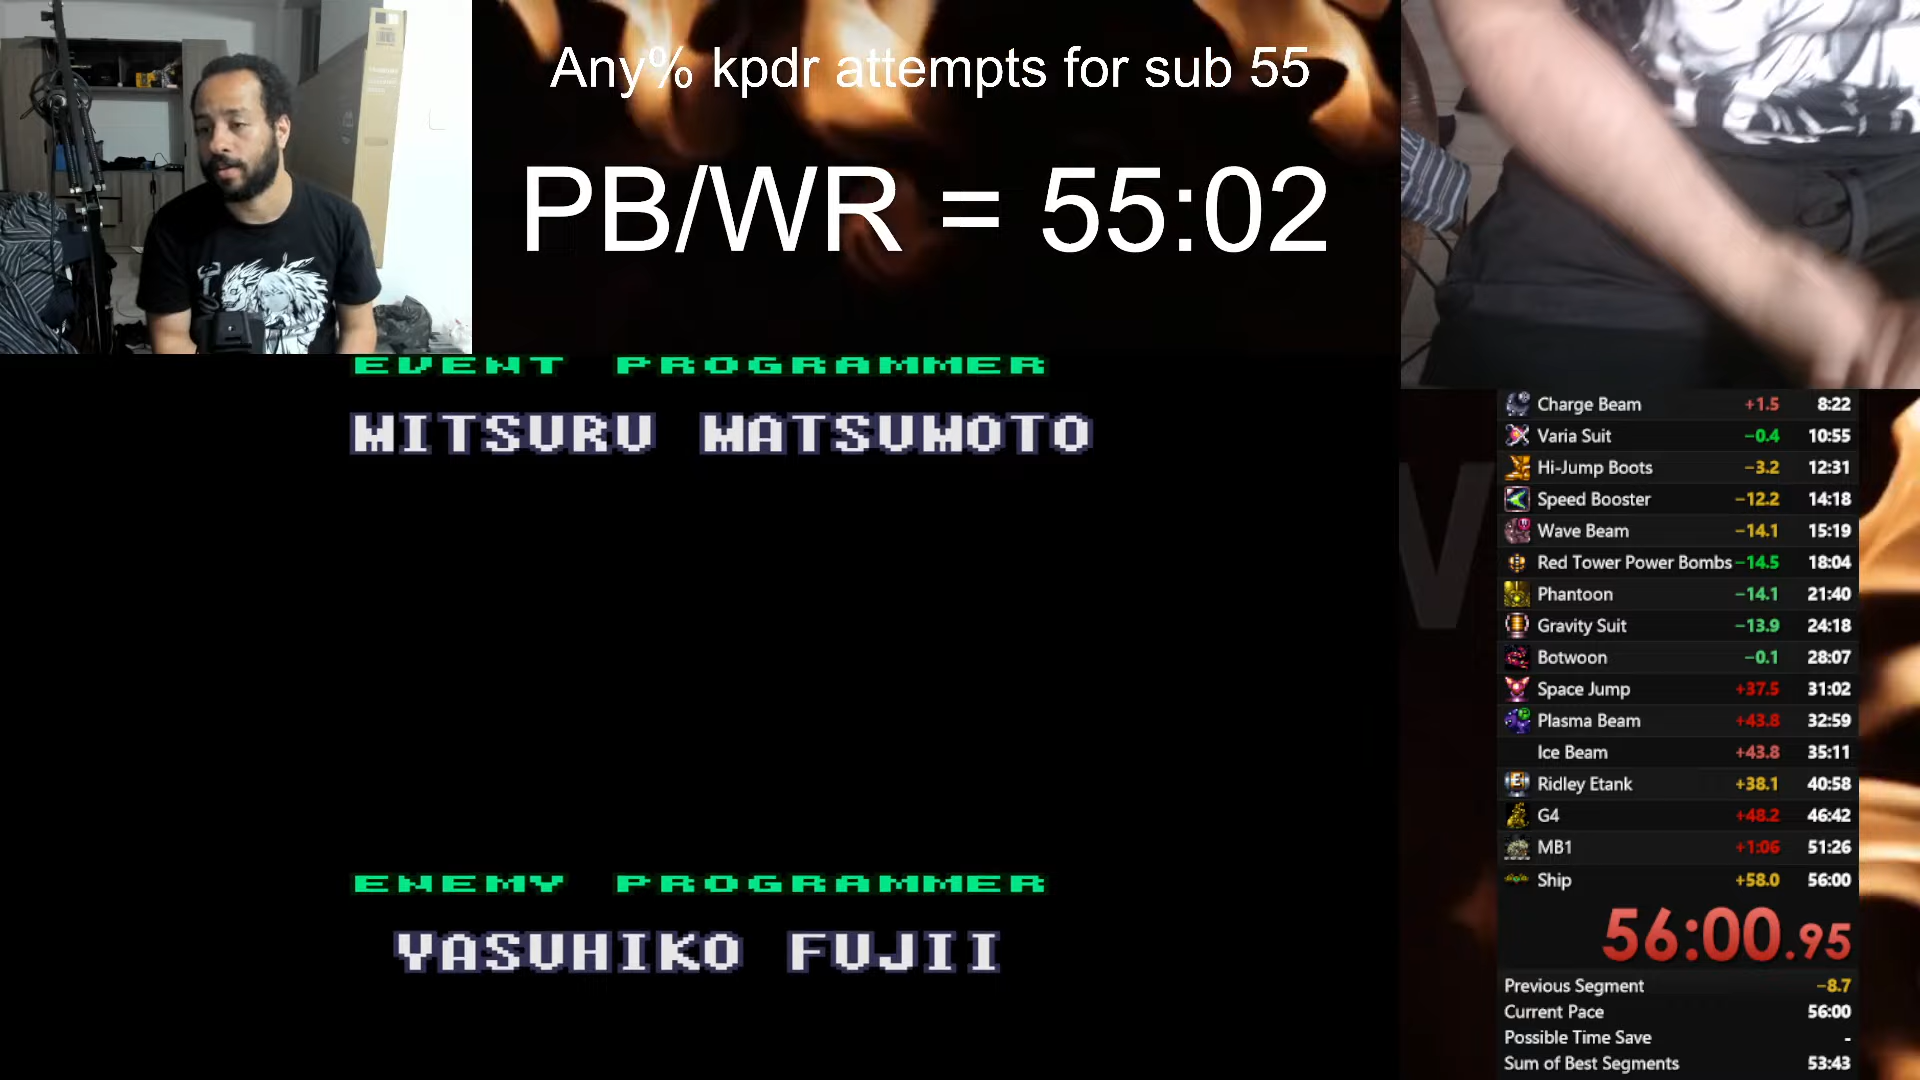 Any% kpdr attempts for sub 55
PB/WR = 55:02
EVENT PROGRAMMER
MITSURU MATSUMOTO
ENEMY PROGRAMMER
YASUHIKO FUJII
Charge Beam +1.5 8:22
Varia Suit −0.4 10:55
Hi-Jump Boots −3.2 12:31
Speed Booster −12.2 14:18
Wave Beam −14.1 15:19
Red Tower Power Bombs −14.5 18:04
Phantoon −14.1 21:40
Gravity Suit −13.9 24:18
Botwoon −0.1 28:07
Space Jump +37.5 31:02
Plasma Beam +43.8 32:59
Ice Beam +43.8 35:11
Ridley Etank +38.1 40:58
G4 +48.2 46:42
MB1 +1:06 51:26
Ship +58.0 56:00
56:00.95
Previous Segment −8.7
Current Pace 56:00
Possible Time Save -
Sum of Best Segments 53:43